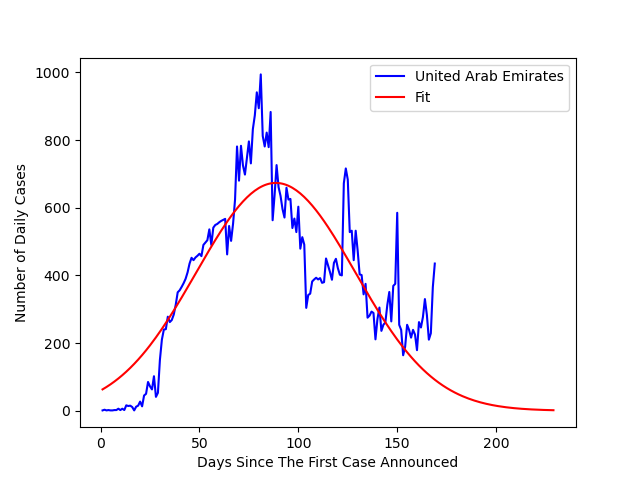 United Arab Emirates
Fit
Number of Daily Cases
1000
800
600
400
200
0
0 50 100 150 200
Days Since The First Case Announced